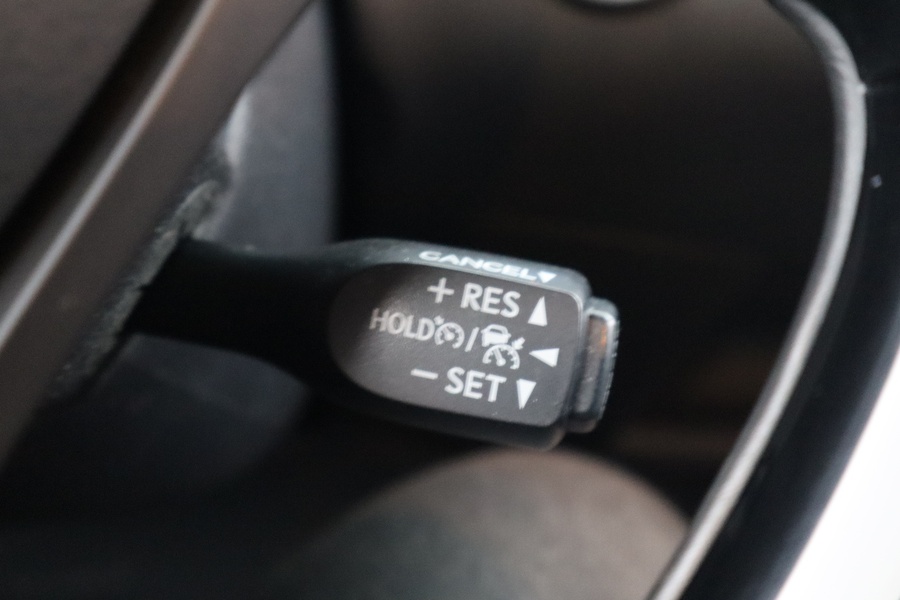 CANCEL▼
+ RES ▲
HOLD / ◀
− SET ▼